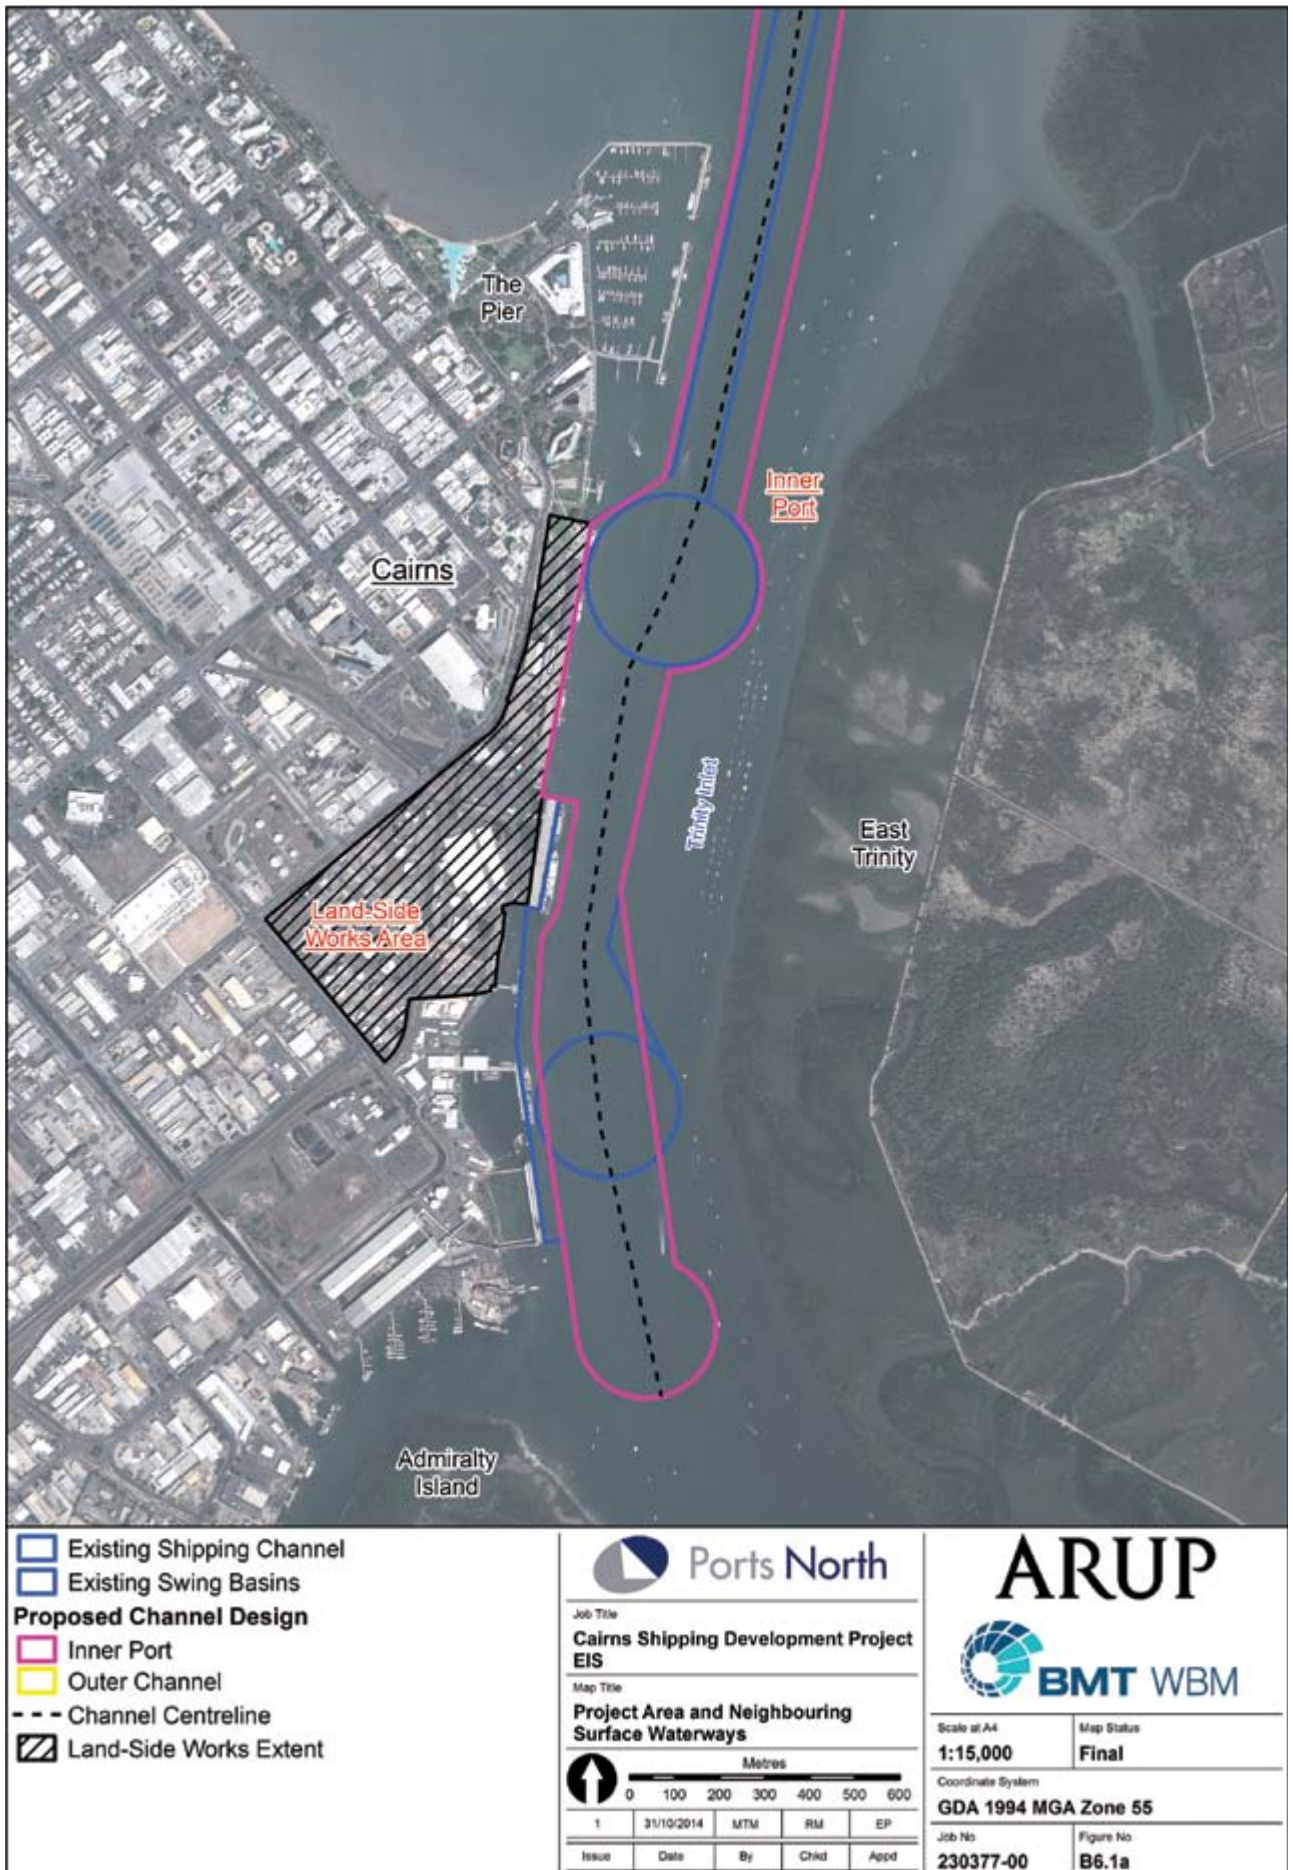 The
Pier
Inner
Port
Cairns
Trinity Inlet
East
Trinity
Land-Side
Works Area
Admiralty
Island
Existing Shipping Channel
Existing Swing Basins
Proposed Channel Design
Inner Port
Outer Channel
Channel Centreline
Land-Side Works Extent
Ports North
Job Title
Cairns Shipping Development Project
EIS
Map Title
Project Area and Neighbouring
Surface Waterways
Metres
0 100 200 300 400 500 600
1 31/10/2014 MTM RM EP
Issue Date By Chkd Appd
ARUP
BMT WBM
Scale at A4 Map Status
1:15,000 Final
Coordinate System
GDA 1994 MGA Zone 55
Job No Figure No
230377-00 B6.1a